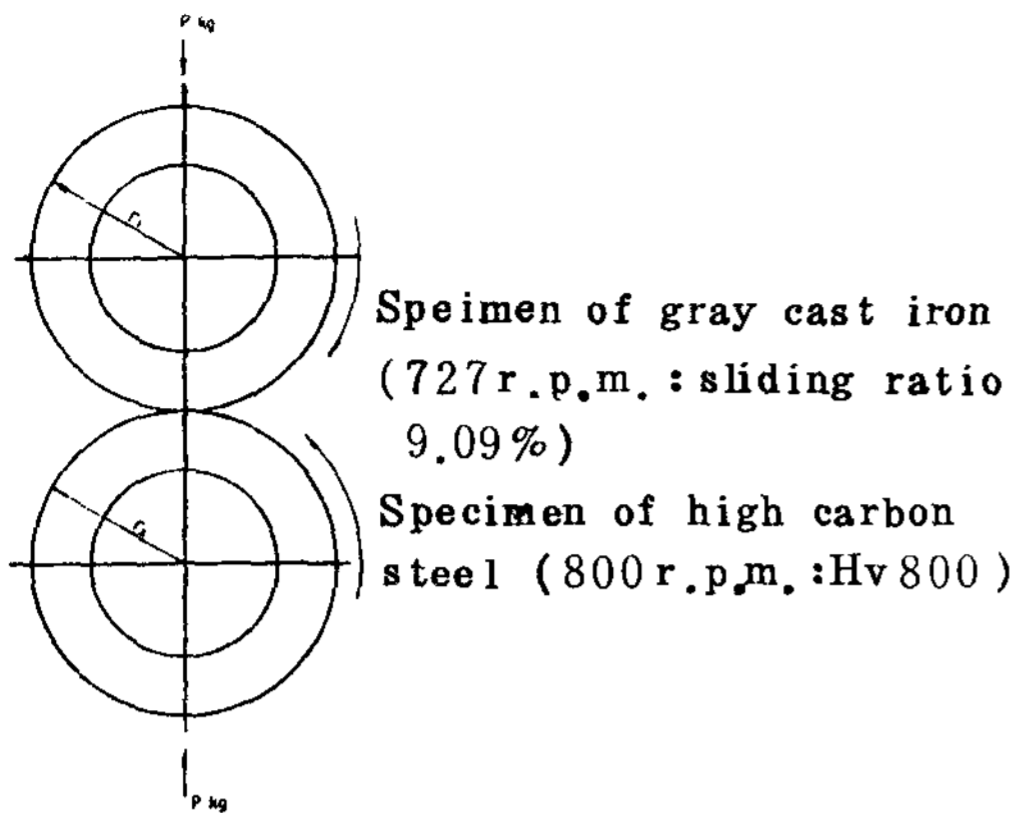 P kg
r₁
Speimen of gray cast iron
(727r.p.m.:sliding ratio
9.09%)
Specimen of high carbon
steel (800r.p.m.:Hv800)
P kg